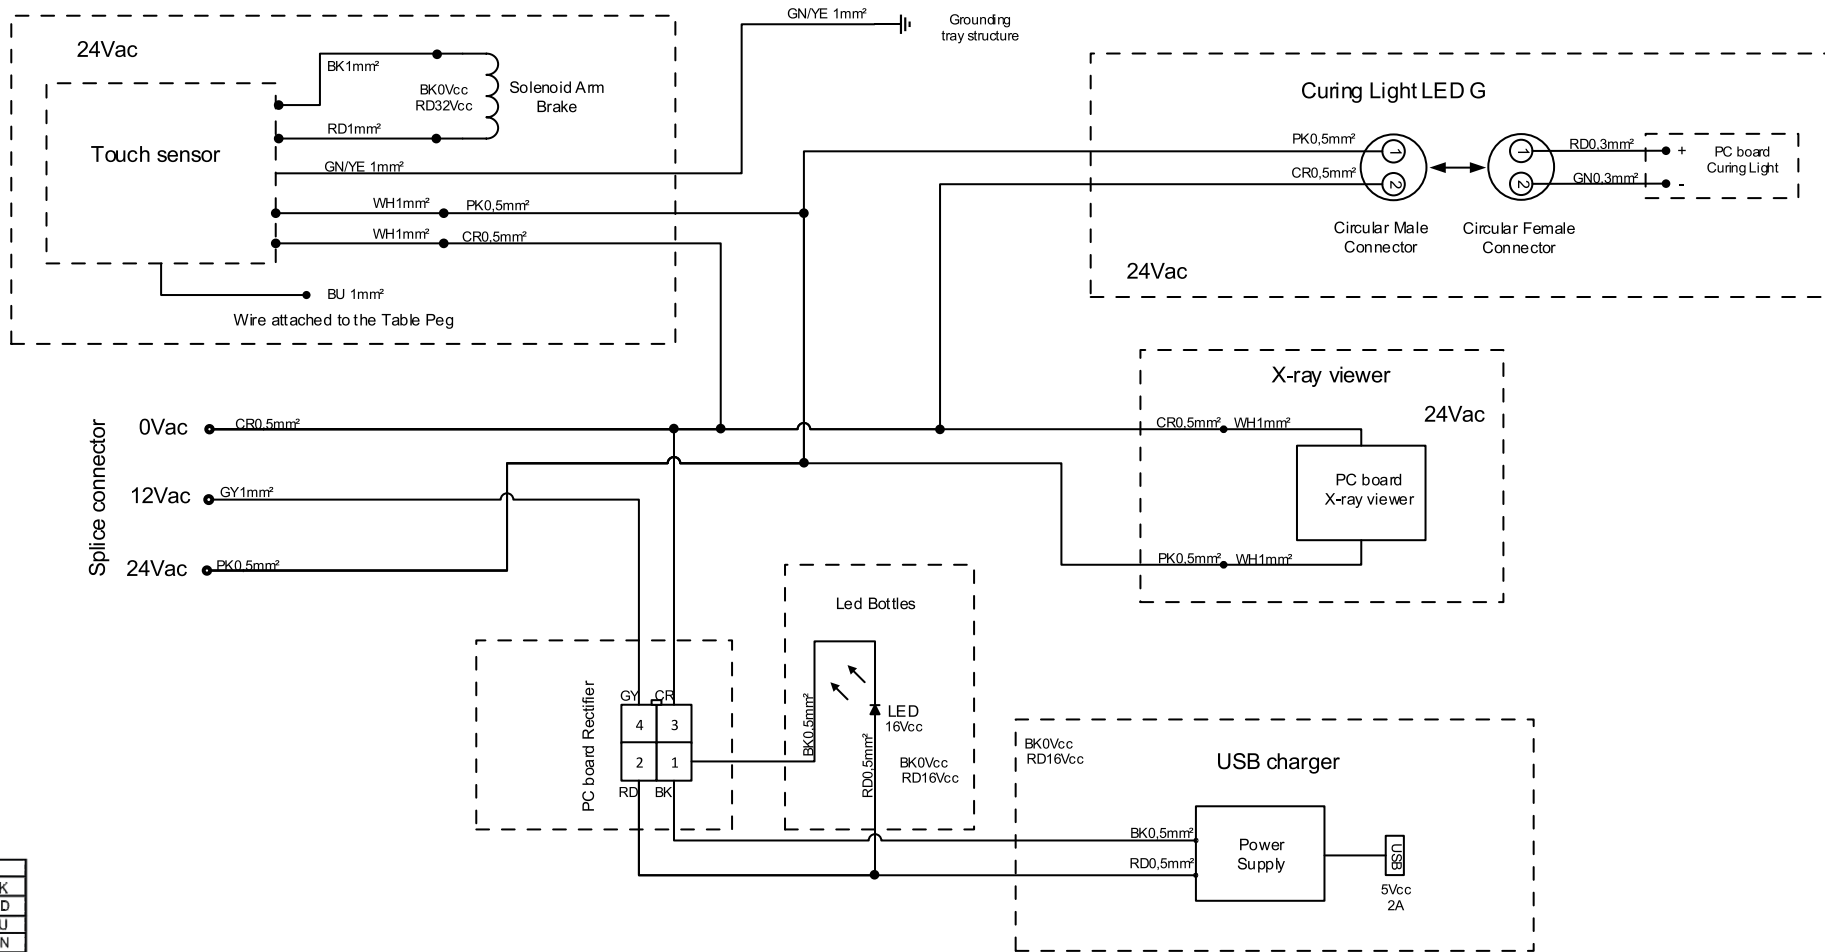 GN/YE 1mm²
Grounding
tray structure
24Vac
BK1mm²
BK0Vcc
RD32Vcc
Solenoid Arm
Brake
RD1mm²
Touch sensor
GN/YE 1mm²
WH1mm²
PK0,5mm²
WH1mm²
CR0,5mm²
BU 1mm²
Wire attached to the Table Peg
Curing Light LED G
PK0,5mm²
CR0,5mm²
1
2
1
2
RD0,3mm²
GN0,3mm²
+
-
PC board
Curing Light
Circular Male
Connector
Circular Female
Connector
24Vac
X-ray viewer
24Vac
CR0,5mm²
WH1mm²
PC board
X-ray viewer
PK0,5mm²
WH1mm²
Splice connector
0Vac
CR0,5mm²
12Vac
GY1mm²
24Vac
PK0,5mm²
PC board Rectifier
GY
CR
4
3
2
1
RD
BK
Led Bottles
BK0,5mm²
LED
16Vcc
RD0,5mm²
BK0Vcc
RD16Vcc
BK0Vcc
RD16Vcc
USB charger
BK0,5mm²
RD0,5mm²
Power
Supply
USB
5Vcc
2A
K
D
U
N